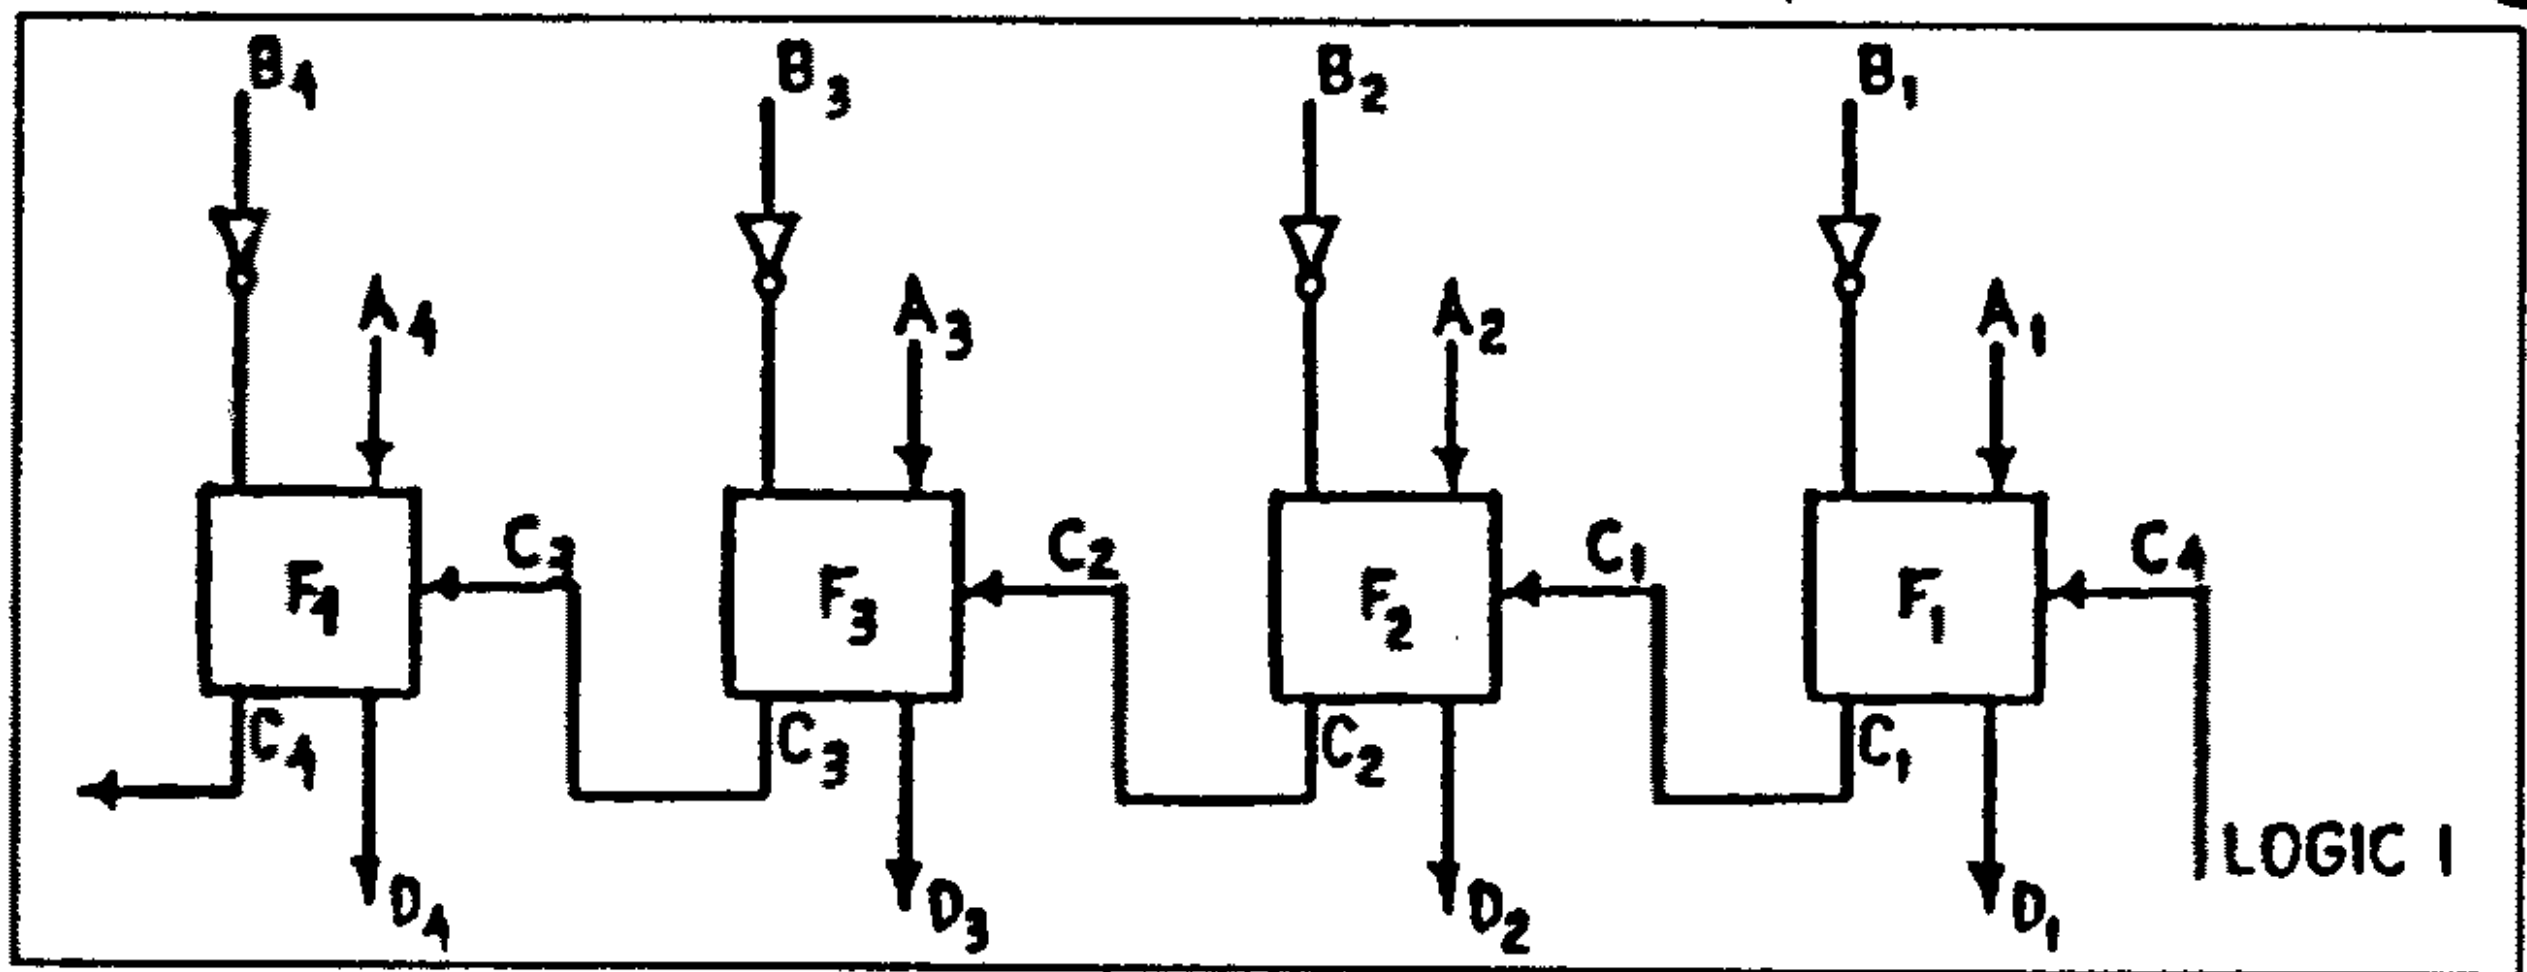 B4 B3 B2 B1
A4 A3 A2 A1
C3 C2 C1 C4
F4 F3 F2 F1
C4 C3 C2 C1
LOGIC 1
D4 D3 D2 D1